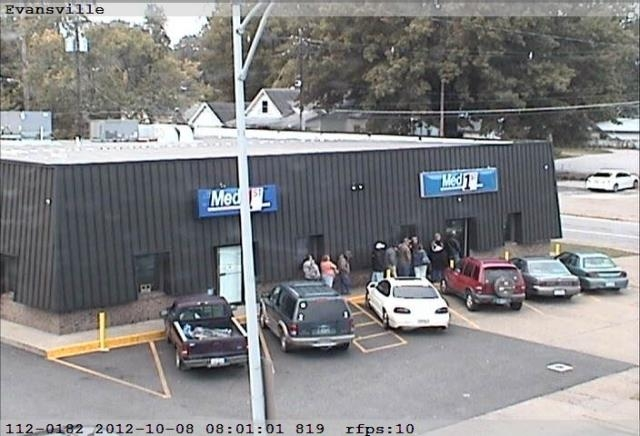 Evansville
Med 1ST
Med 1ST
112-0182 2012-10-08 08:01:01 819 rfps:10